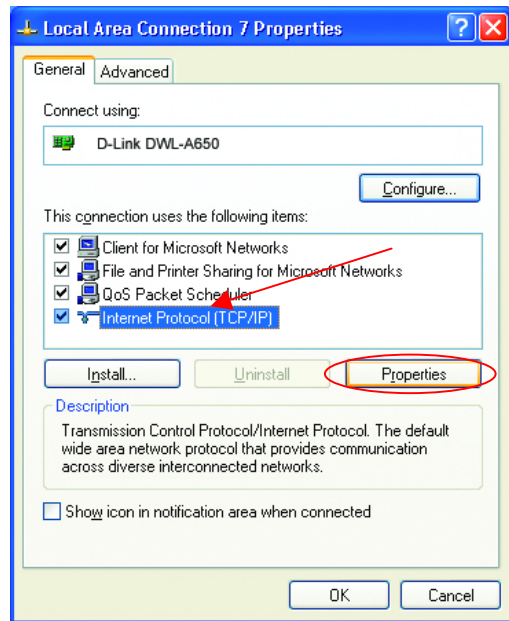 Local Area Connection 7 Properties
General Advanced
Connect using:
D-Link DWL-A650
Configure...
This connection uses the following items:
Client for Microsoft Networks
File and Printer Sharing for Microsoft Networks
QoS Packet Scheduler
Internet Protocol (TCP/IP)
Install... Uninstall Properties
Description
Transmission Control Protocol/Internet Protocol. The default
wide area network protocol that provides communication
across diverse interconnected networks.
Show icon in notification area when connected
OK Cancel